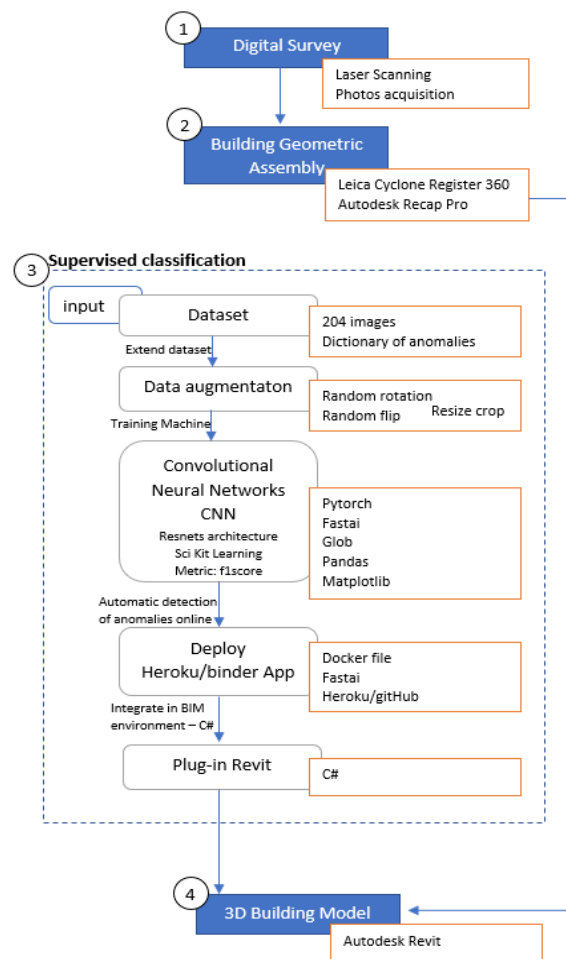 1
Digital Survey
Laser Scanning
Photos acquisition
2
Building Geometric
Assembly
Leica Cyclone Register 360
Autodesk Recap Pro
3
Supervised classification
input
Dataset
204 images
Dictionary of anomalies
Extend dataset
Data augmentaton
Random rotation
Random flip Resize crop
Training Machine
Convolutional
Neural Networks
CNN
Resnets architecture
Sci Kit Learning
Metric: f1score
Pytorch
Fastai
Glob
Pandas
Matplotlib
Automatic detection
of anomalies online
Deploy
Heroku/binder App
Docker file
Fastai
Heroku/gitHub
Integrate in BIM
environment – C#
Plug-in Revit
C#
4
3D Building Model
Autodesk Revit